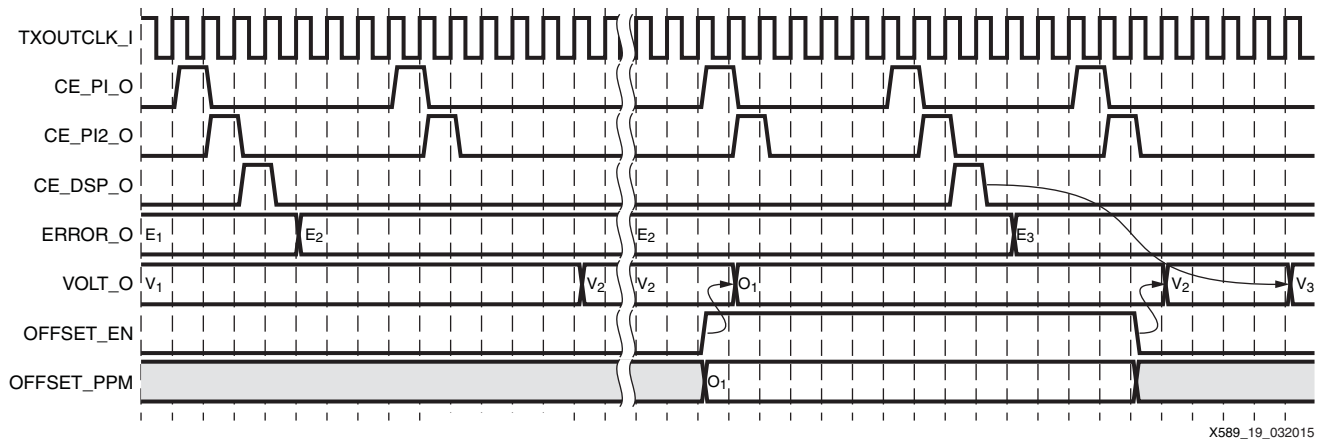 TXOUTCLK_I
CE_PI_O
CE_PI2_O
CE_DSP_O
ERROR_O E₁ E₂ E₂ E₃
VOLT_O V₁ V₂ V₂ O₁ V₂ V₃
OFFSET_EN
OFFSET_PPM O₁
X589_19_032015